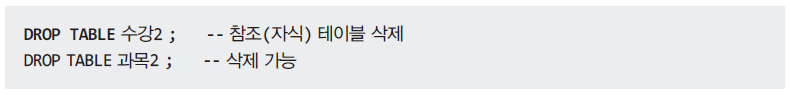 DROP TABLE 수강2 ; -- 참조(자식) 테이블 삭제
DROP TABLE 과목2 ; -- 삭제 가능